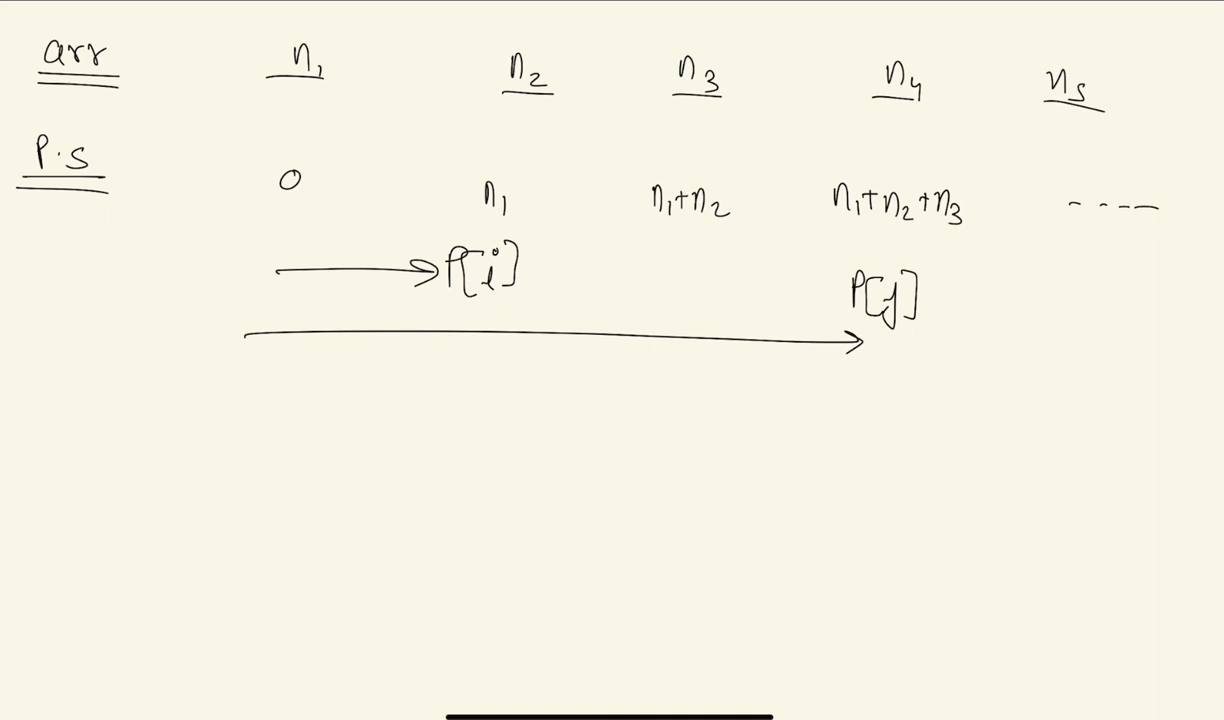 arr n₁ n₂ n₃ n₄ n₅
P.S 0 n₁ n₁+n₂ n₁+n₂+n₃ -----
P[i] P[j]